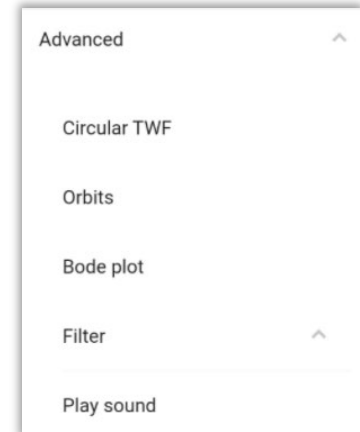 Advanced
Circular TWF
Orbits
Bode plot
Filter
Play sound